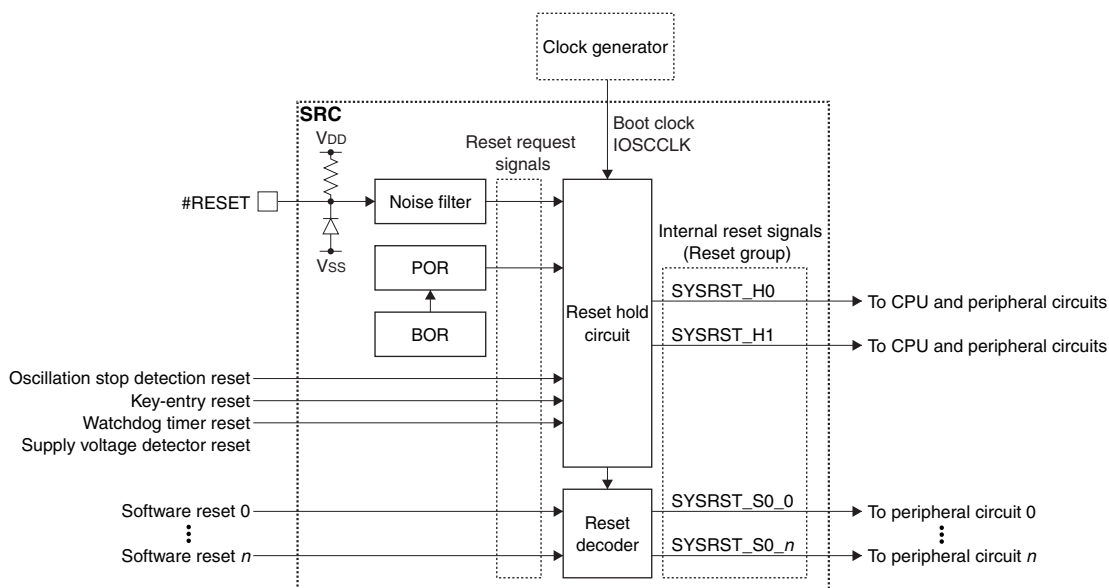 Clock generator
SRC
Boot clock
IOSCCLK
VDD
Reset request
signals
#RESET
Noise filter
Internal reset signals
(Reset group)
VSS
POR
SYSRST_H0
To CPU and peripheral circuits
Reset hold
circuit
BOR
SYSRST_H1
To CPU and peripheral circuits
Oscillation stop detection reset
Key-entry reset
Watchdog timer reset
Supply voltage detector reset
Software reset 0
Reset
decoder
SYSRST_S0_0
To peripheral circuit 0
Software reset n
SYSRST_S0_n
To peripheral circuit n